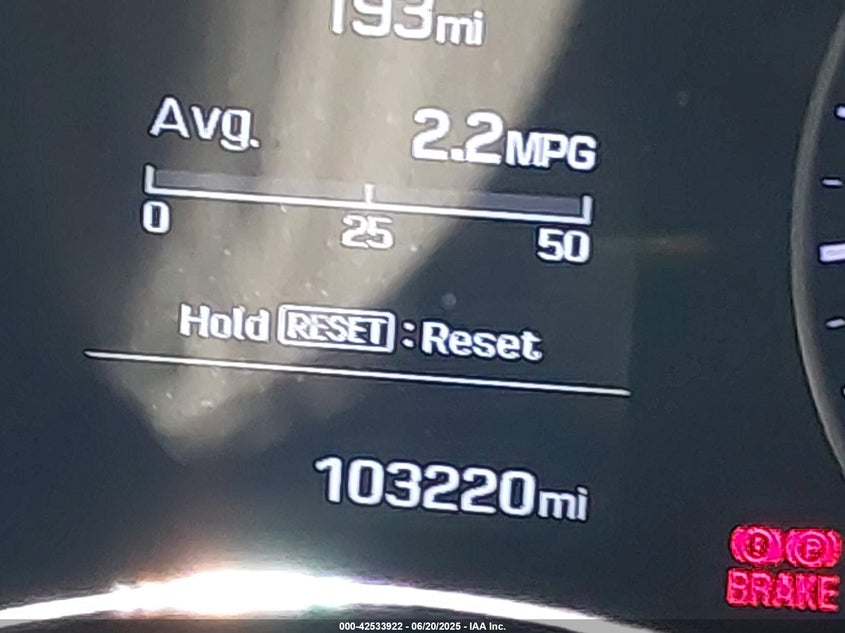 193mi
Avg. 2.2MPG
0 25 50
Hold RESET : Reset
103220mi
BRAKE
000-42533922 - 06/20/2025 - IAA Inc.